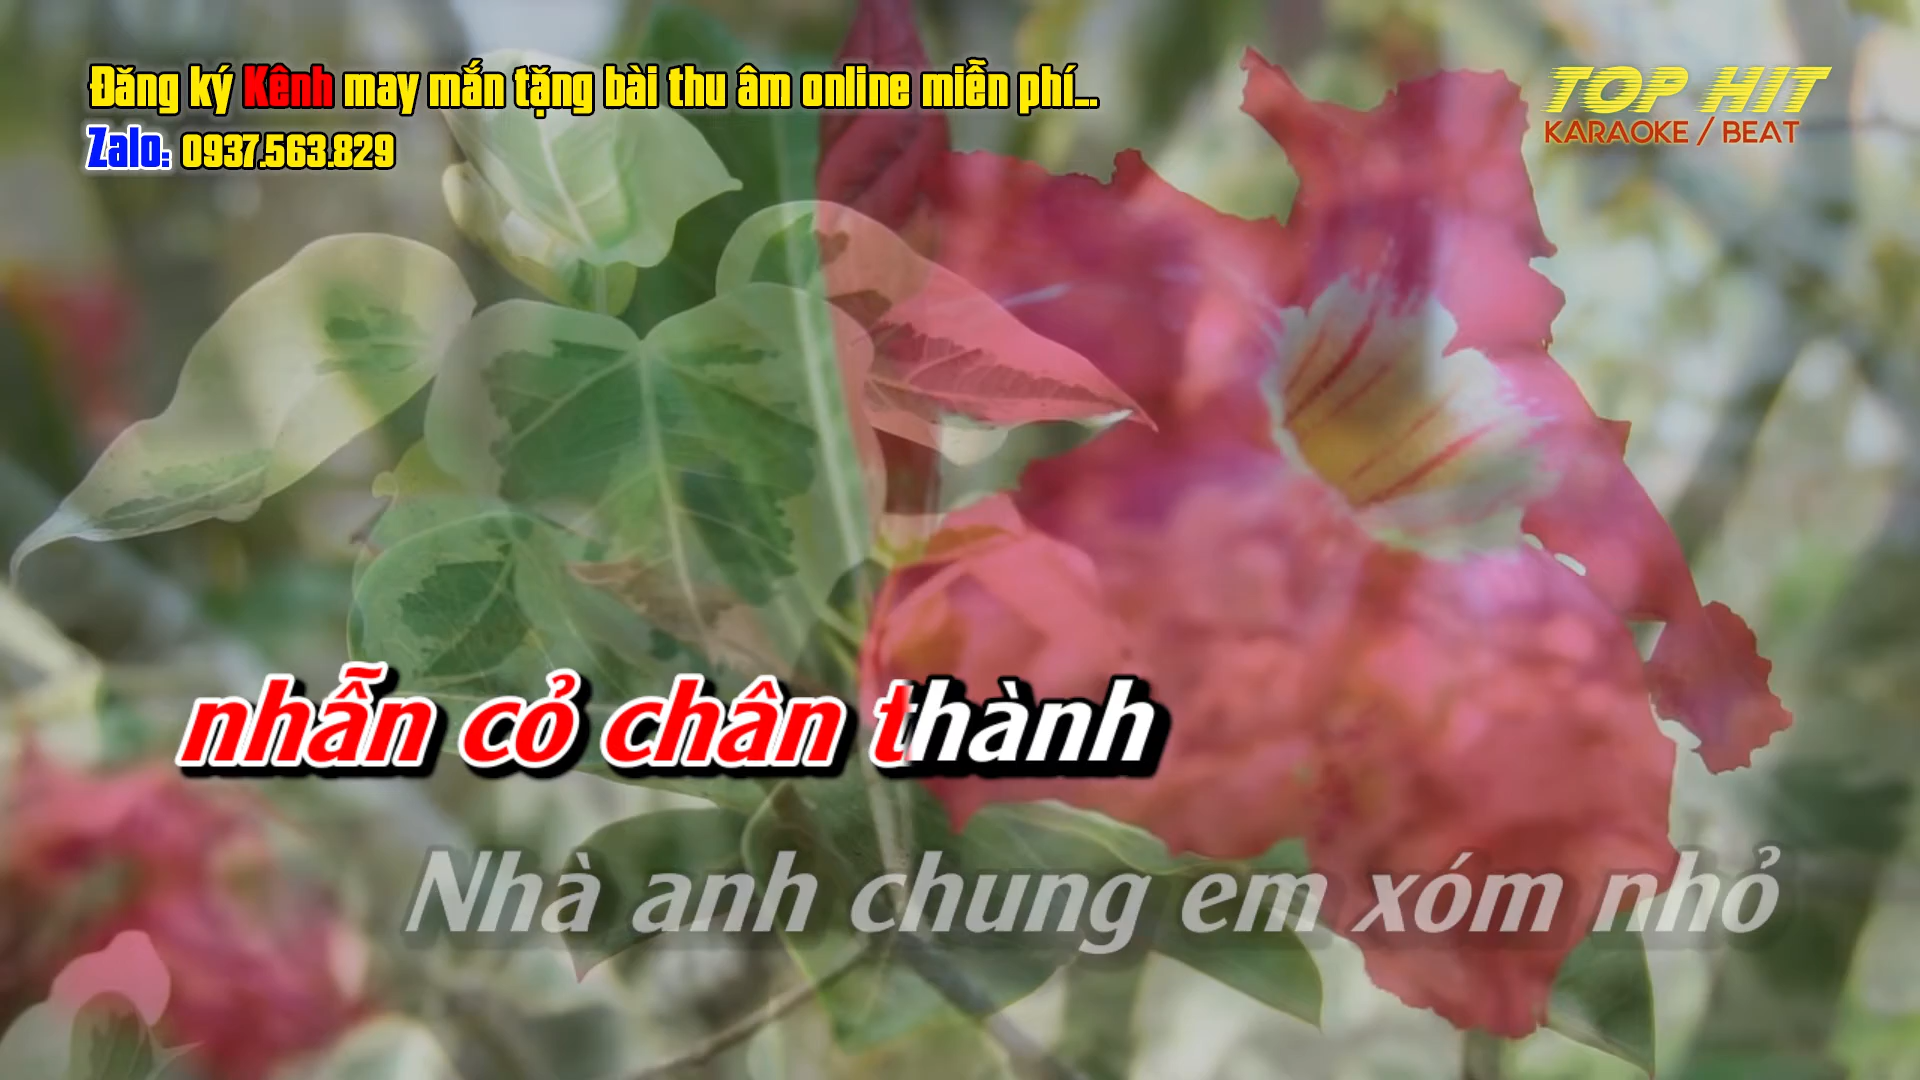 Đăng ký Kênh may mắn tặng bài thu âm online miễn phí...
Zalo: 0937.563.829
TOP HIT
KARAOKE / BEAT
nhẫn cỏ chân thành
Nhà anh chung em xóm nhỏ